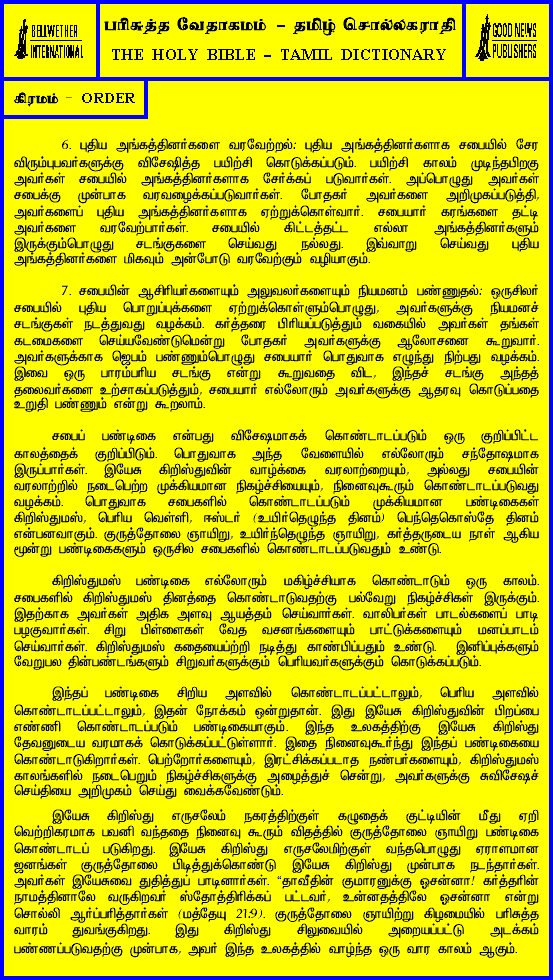 BELLWETHER
INTERNATIONAL
பரிசுத்த வேதாகமம் - தமிழ் சொல்லகராதி
THE HOLY BIBLE - TAMIL DICTIONARY
GOOD NEWS
PUBLISHERS
கிரமம் - ORDER
6. புதிய அங்கத்தினர்களை வரவேற்றல்: புதிய அங்கத்தினர்களாக சபையில் சேர
விரும்புபவர்களுக்கு விசேஷித்த பயிற்சி கொடுக்கப்படும். பயிற்சி காலம் முடிந்தபிறகு
அவர்கள் சபையில் அங்கத்தினர்களாக சேர்க்கப் படுவார்கள். அப்பொழுது அவர்கள்
சபைக்கு முன்பாக வரவழைக்கப்படுவார்கள். போதகர் அவர்களை அறிமுகப்படுத்தி,
அவர்களைப் புதிய அங்கத்தினர்களாக ஏற்றுக்கொள்வார். சபையார் கரங்களை தட்டி
அவர்களை வரவேற்பார்கள். சபையில் கிட்டத்தட்ட எல்லா அங்கத்தினர்களும்
இருக்கும்பொழுது சடங்குகளை செய்வது நல்லது. இவ்வாறு செய்வது புதிய
அங்கத்தினர்களை மிகவும் அன்போடு வரவேற்கும் வழியாகும்.
7. சபையின் ஆசிரியர்களையும் அலுவலர்களையும் நியமனம் பண்ணுதல்: ஒருசிலர்
சபையில் புதிய பொறுப்புக்களை ஏற்றுக்கொள்ளும்பொழுது, அவர்களுக்கு நியமனச்
சடங்குகள் நடத்துவது வழக்கம். கர்த்தரை பிரியப்படுத்தும் வகையில் அவர்கள் தங்கள்
கடமைகளை செய்யவேண்டுமென்று போதகர் அவர்களுக்கு ஆலோசனை கூறுவார்.
அவர்களுக்காக ஜெபம் பண்ணும்பொழுது சபையார் பொதுவாக எழுந்து நிற்பது வழக்கம்.
இவை ஒரு பாரம்பரிய சடங்கு என்று கூறுவதை விட, இந்தச் சடங்கு அந்தத்
தலைவர்களை உற்சாகப்படுத்தும், சபையார் எல்லோரும் அவர்களுக்கு ஆதரவு கொடுப்பதை
உறுதி பண்ணும் என்று கூறலாம்.
சபைப் பண்டிகை என்பது விசேஷமாகக் கொண்டாடப்படும் ஒரு குறிப்பிட்ட
காலத்தைக் குறிப்பிடும். பொதுவாக அந்த வேளையில் எல்லோரும் சந்தோஷமாக
இருப்பார்கள். இயேசு கிறிஸ்துவின் வாழ்க்கை வரலாற்றையும், அல்லது சபையின்
வரலாற்றில் நடைபெற்ற முக்கியமான நிகழ்ச்சியையும், நினைவுகூரும் கொண்டாடப்படுவது
வழக்கம். பொதுவாக சபைகளில் கொண்டாடப்படும் முக்கியமான பண்டிகைகள்
கிறிஸ்துமஸ், பெரிய வெள்ளி, ஈஸ்டர் (உயிர்தெழுந்த தினம்) பெந்தெகொஸ்தே தினம்
என்பனவாகும். குருத்தோலை ஞாயிறு, உயிர்ந்தெழுந்த ஞாயிறு, கர்த்தருடைய நாள் ஆகிய
மூன்று பண்டிகைகளும் ஒருசில சபைகளில் கொண்டாடப்படுவதும் உண்டு.
கிறிஸ்துமஸ் பண்டிகை எல்லோரும் மகிழ்ச்சியாக கொண்டாடும் ஒரு காலம்.
சபைகளில் கிறிஸ்துமஸ் தினத்தை கொண்டாடுவதற்கு பல்வேறு நிகழ்ச்சிகள் இருக்கும்.
இதற்காக அவர்கள் அதிக அளவு ஆயத்தம் செய்வார்கள். வாலிபர்கள் பாடல்களைப் பாடி
பழகுவார்கள். சிறு பிள்ளைகள் வேத வசனங்களையும் பாட்டுக்களையும் மனப்பாடம்
செய்வார்கள். கிறிஸ்துமஸ் கதையைப்ற்றி நடித்து காண்பிப்பதும் உண்டு. இனிப்புக்களும்
வேறுபல தின்பண்டங்களும் சிறுவர்களுக்கும் பெரியவர்களுக்கும் கொடுக்கப்படும்.
இந்தப் பண்டிகை சிறிய அளவில் கொண்டாடப்பட்டாலும், பெரிய அளவில்
கொண்டாடப்பட்டாலும், இதன் நோக்கம் ஒன்றுதான். இது இயேசு கிறிஸ்துவின் பிறப்பை
எண்ணி கொண்டாடப்படும் பண்டிகையாகும். இந்த உலகத்திற்கு இயேசு கிறிஸ்து
தேவனுடைய வரமாகக் கொடுக்கப்பட்டுள்ளார். இதை நினைவுகூர்ந்து இந்தப் பண்டிகையை
கொண்டாடுகிறார்கள். பெற்றோர்களையும், இரட்சிக்கப்படாத நண்பர்களையும், கிறிஸ்துமஸ்
காலங்களில் நடைபெறும் நிகழ்ச்சிகளுக்கு அழைத்துச் சென்று, அவர்களுக்கு சுவிசேஷச்
செய்தியை அறிமுகம் செய்து வைக்கவேண்டும்.
இயேசு கிறிஸ்து எருசலேம் நகரத்திற்குள் கழுதைக் குட்டியின் மீது ஏறி
வெற்றிகரமாக பவனி வந்ததை நினைவு கூரும் விதத்தில் குருத்தோலை ஞாயிறு பண்டிகை
கொண்டாடப் படுகிறது. இயேசு கிறிஸ்து எருசலேமிற்குள் வந்தபொழுது ஏராளமான
ஜனங்கள் குருத்தோலை பிடித்துக்கொண்டு இயேசு கிறிஸ்து முன்பாக நடந்தார்கள்.
அவர்கள் இயேசுவை துதித்துப் பாடினார்கள். "தாவீதின் குமாரனுக்கு ஓசன்னா! கர்த்தரின்
நாமத்தினாலே வருகிறவர் ஸ்தோத்திரிக்கப் பட்டவர், உன்னதத்திலே ஓசன்னா என்று
சொல்லி ஆர்ப்பரித்தார்கள் (மத்தேயு 21:9). குருத்தோலை ஞாயிற்று கிழமையில் பரிசுத்த
வாரம் துவங்குகிறது. இது கிறிஸ்து சிலுவையில் அறையப்பட்டு அடக்கம்
பண்ணப்படுவதற்கு முன்பாக, அவர் இந்த உலகத்தில் வாழ்ந்த ஒரு வார காலம் ஆகும்.